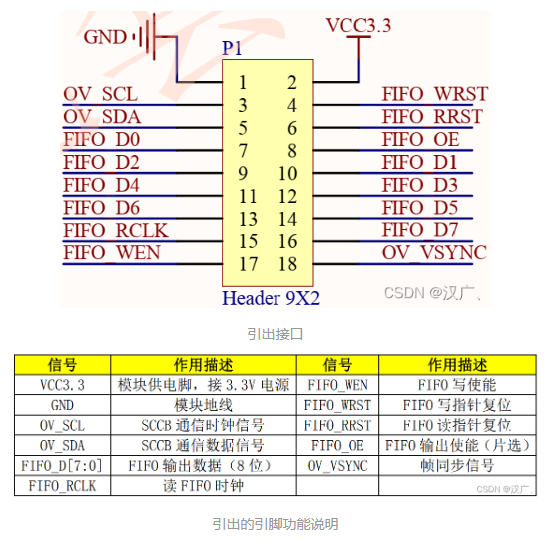 VCC3.3
GND
P1
OV_SCL 1 2
OV_SDA 3 4 FIFO_WRST
FIFO_D0 5 6 FIFO_RRST
FIFO_D2 7 8 FIFO_OE
FIFO_D4 9 10 FIFO_D1
FIFO_D6 11 12 FIFO_D3
FIFO_RCLK 13 14 FIFO_D5
FIFO_WEN 15 16 FIFO_D7
17 18 OV_VSYNC
Header 9X2
CSDN @汉广、
引出接口
信号 作用描述 信号 作用描述
VCC3.3 模块供电脚，接 3.3V 电源 FIFO_WEN FIFO 写使能
GND 模块地线 FIFO_WRST FIFO 写指针复位
OV_SCL SCCB 通信时钟信号 FIFO_RRST FIFO 读指针复位
OV_SDA SCCB 通信数据信号 FIFO_OE FIFO 输出使能（片选）
FIFO_D[7:0] FIFO 输出数据（8 位） OV_VSYNC 帧同步信号
FIFO_RCLK 读 FIFO 时钟
CSDN @汉广、
引出的引脚功能说明